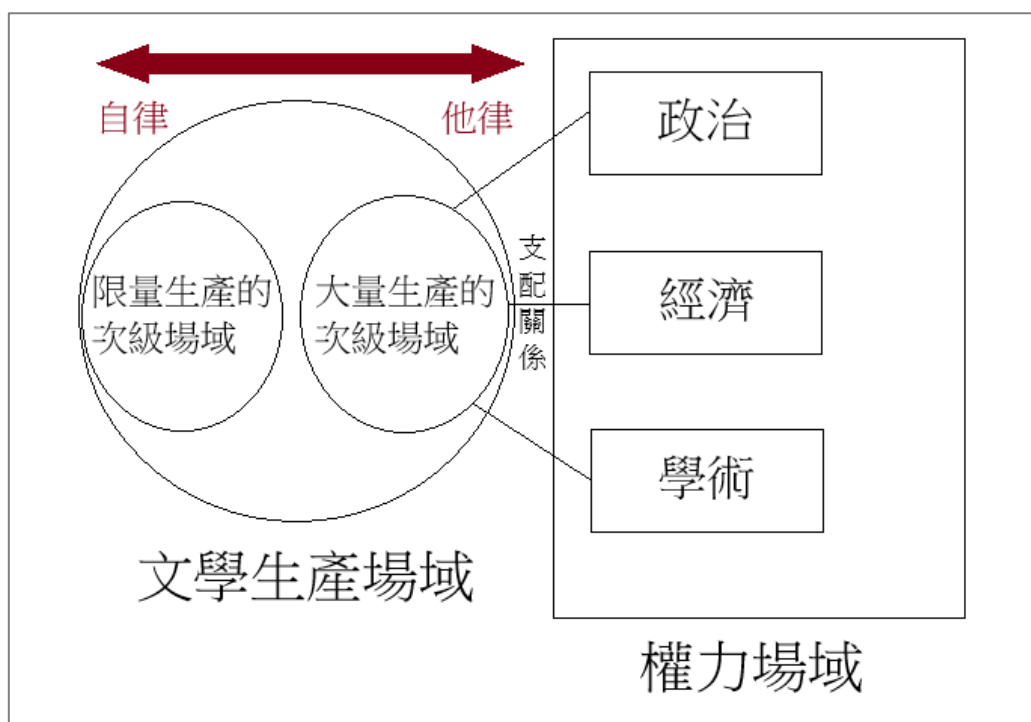 自律
他律
政治
限量生產的
次級場域
大量生產的
次級場域
支
配
關
係
經濟
學術
文學生產場域
權力場域